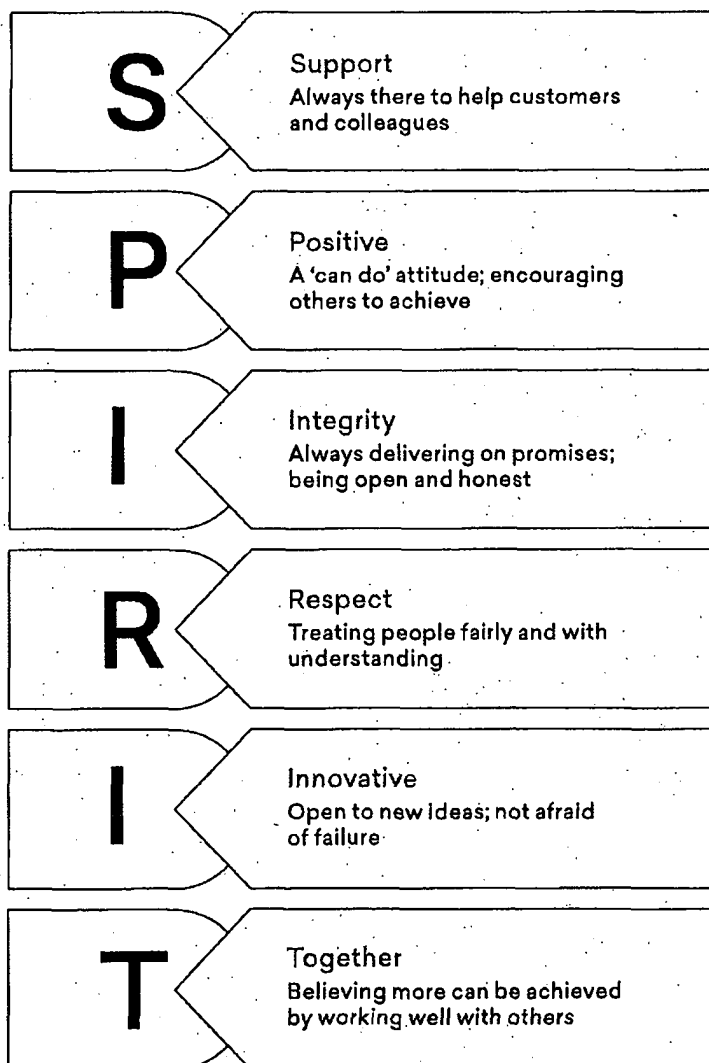 S
Support
Always there to help customers
and colleagues
P
Positive
A 'can do' attitude; encouraging
others to achieve
I
Integrity
Always delivering on promises;
being open and honest
R
Respect
Treating people fairly and with
understanding
I
Innovative
Open to new ideas; not afraid
of failure
T
Together
Believing more can be achieved
by working well with others